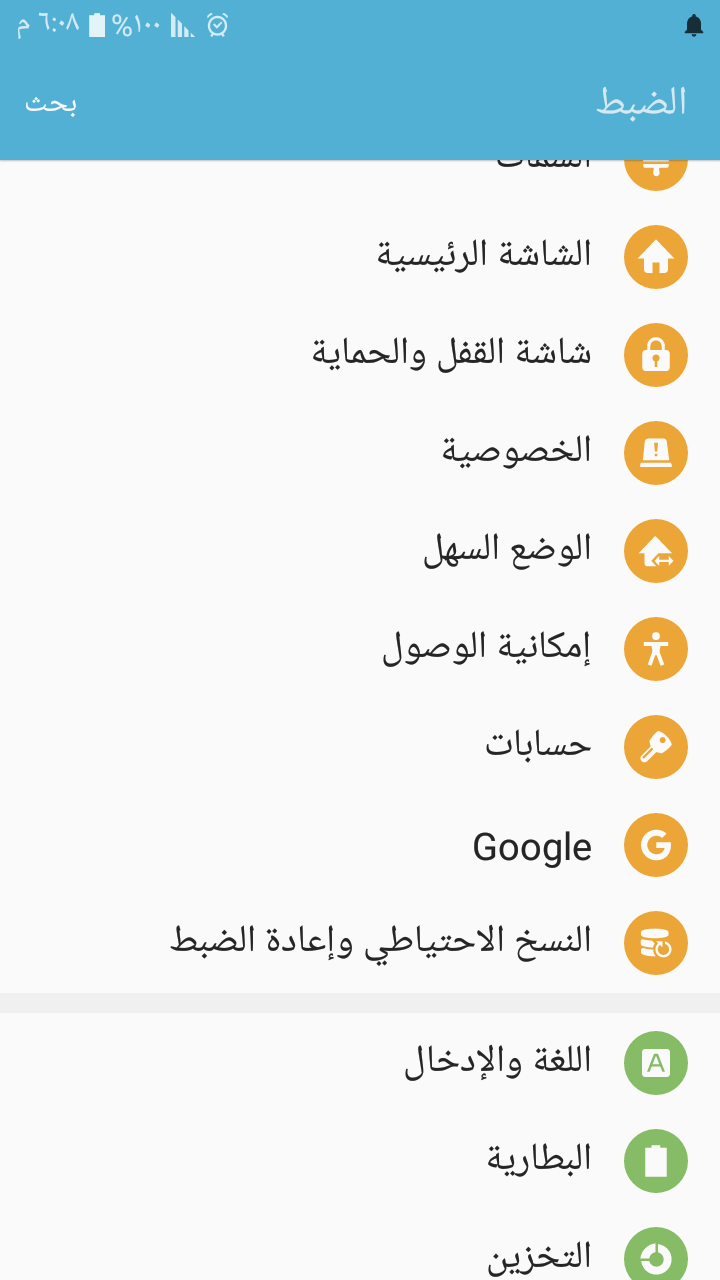 م ٦:٠٨ %١٠٠
الضبط
بحث
السمات
الشاشة الرئيسية
شاشة القفل والحماية
الخصوصية
الوضع السهل
إمكانية الوصول
حسابات
Google
النسخ الاحتياطي وإعادة الضبط
اللغة والإدخال
البطارية
التخزين